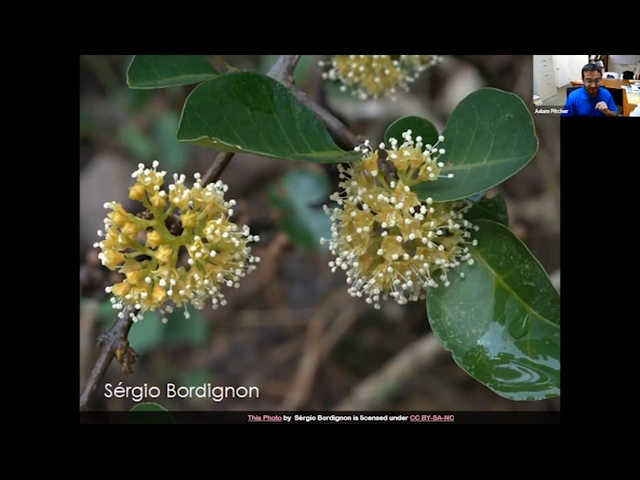 Adam Pitcher
Sérgio Bordignon
This Photo by Sérgio Bordignon is licensed under CC BY-SA-NC